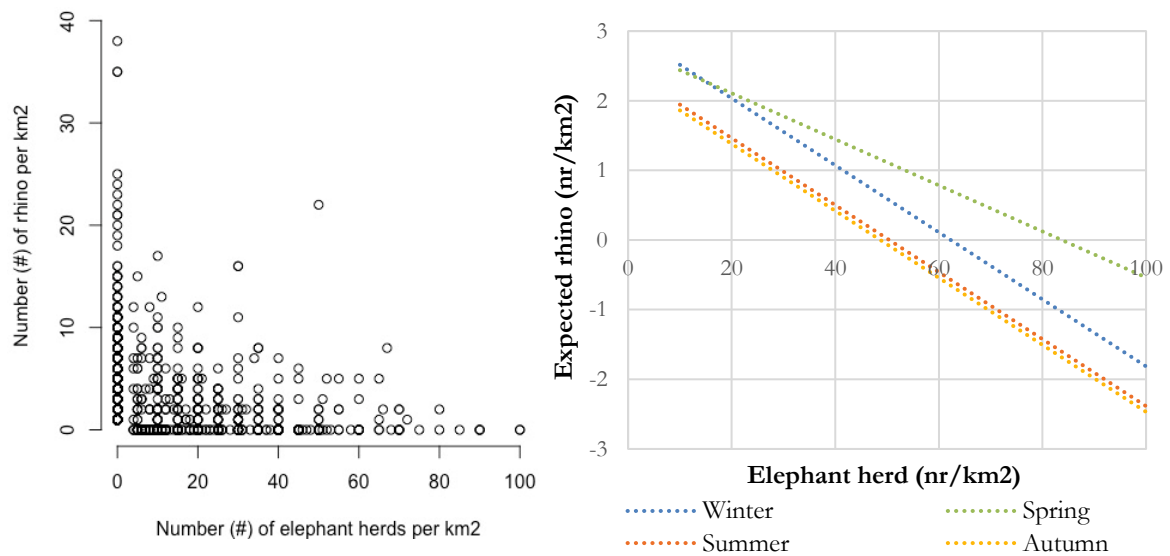 Number (#) of rhino per km2
40
30
20
10
0
0 20 40 60 80 100
Number (#) of elephant herds per km2
Expected rhino (nr/km2)
3
2
1
0
-1
-2
-3
0 20 40 60 80 100
Elephant herd (nr/km2)
Winter Spring
Summer Autumn